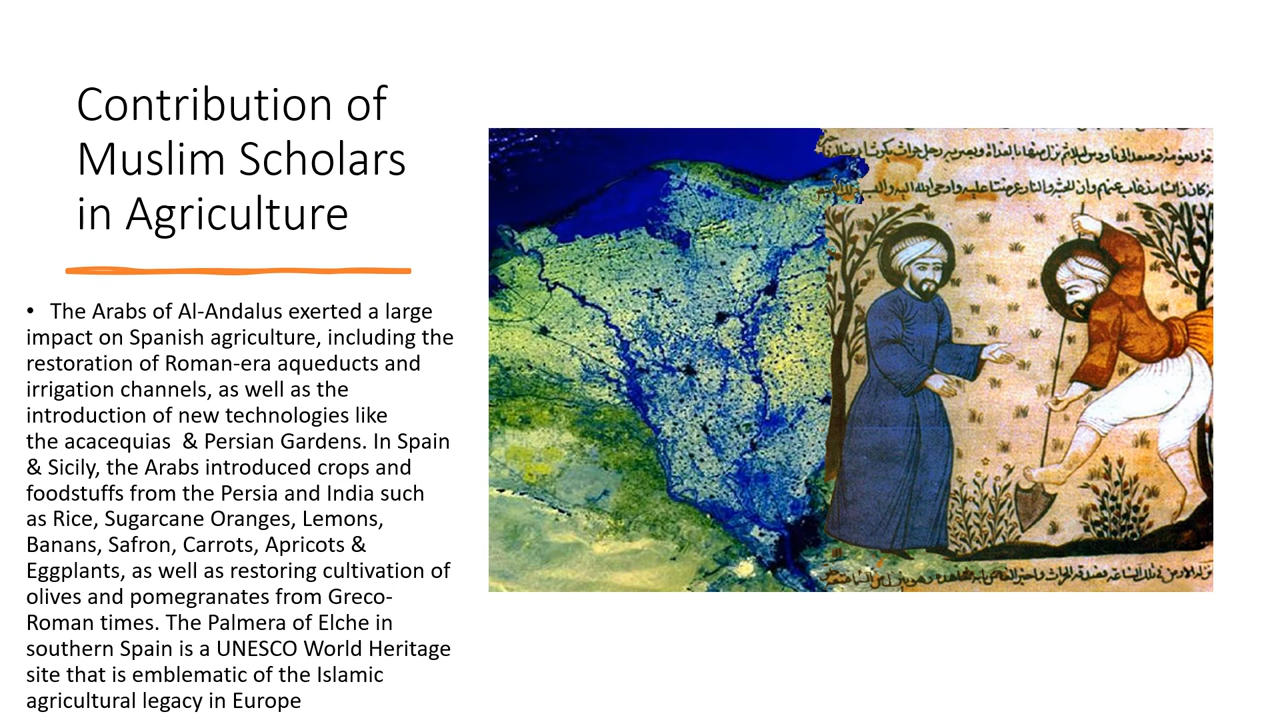 Contribution of
Muslim Scholars
in Agriculture
• The Arabs of Al-Andalus exerted a large
impact on Spanish agriculture, including the
restoration of Roman-era aqueducts and
irrigation channels, as well as the
introduction of new technologies like
the acacequias & Persian Gardens. In Spain
& Sicily, the Arabs introduced crops and
foodstuffs from the Persia and India such
as Rice, Sugarcane Oranges, Lemons,
Banans, Safron, Carrots, Apricots &
Eggplants, as well as restoring cultivation of
olives and pomegranates from Greco-
Roman times. The Palmera of Elche in
southern Spain is a UNESCO World Heritage
site that is emblematic of the Islamic
agricultural legacy in Europe